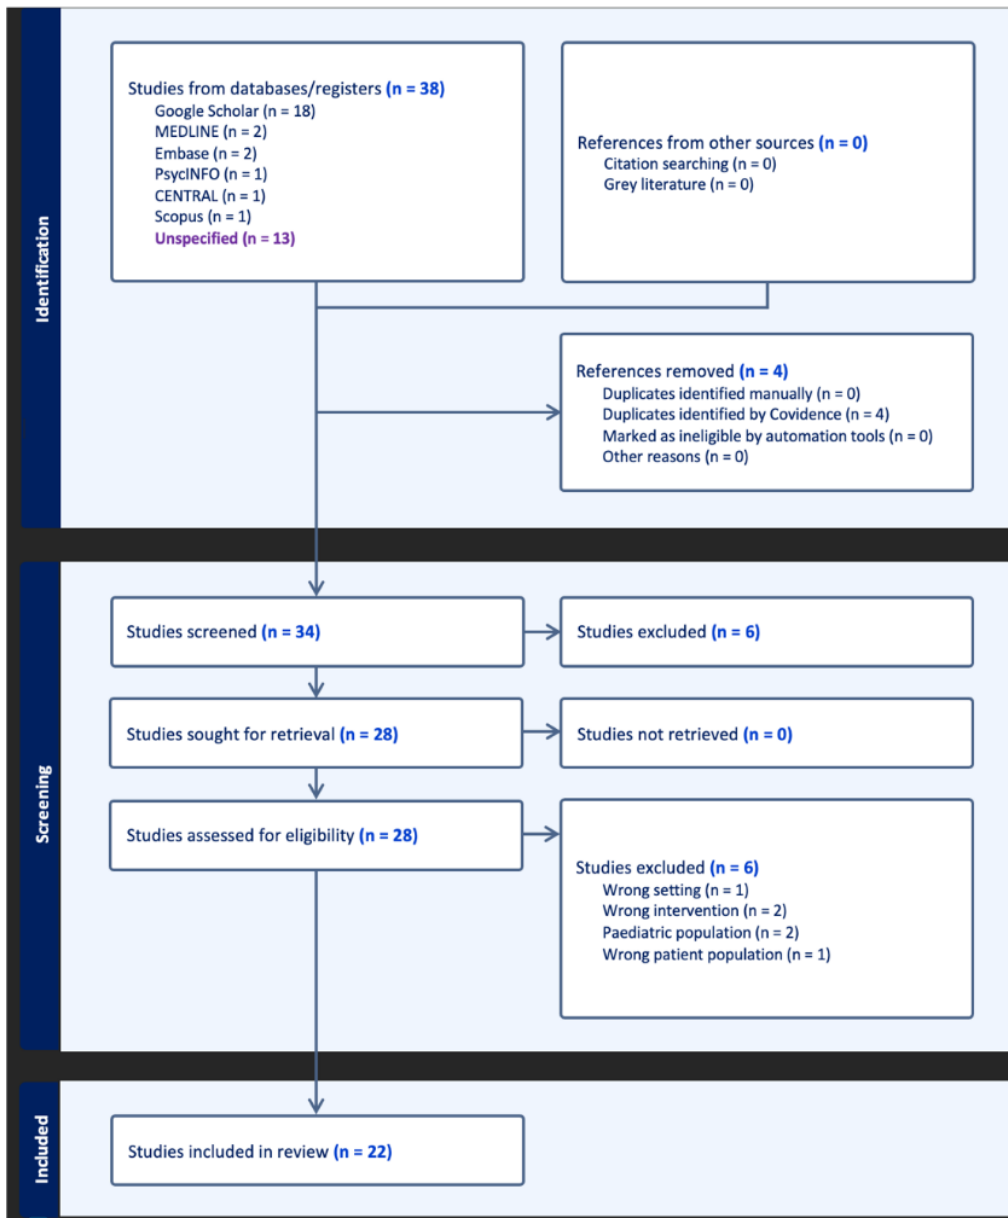 Identification
Studies from databases/registers (n = 38)
Google Scholar (n = 18)
MEDLINE (n = 2)
Embase (n = 2)
PsycINFO (n = 1)
CENTRAL (n = 1)
Scopus (n = 1)
Unspecified (n = 13)
References from other sources (n = 0)
Citation searching (n = 0)
Grey literature (n = 0)
References removed (n = 4)
Duplicates identified manually (n = 0)
Duplicates identified by Covidence (n = 4)
Marked as ineligible by automation tools (n = 0)
Other reasons (n = 0)
Screening
Studies screened (n = 34)
Studies excluded (n = 6)
Studies sought for retrieval (n = 28)
Studies not retrieved (n = 0)
Studies assessed for eligibility (n = 28)
Studies excluded (n = 6)
Wrong setting (n = 1)
Wrong intervention (n = 2)
Paediatric population (n = 2)
Wrong patient population (n = 1)
Included
Studies included in review (n = 22)